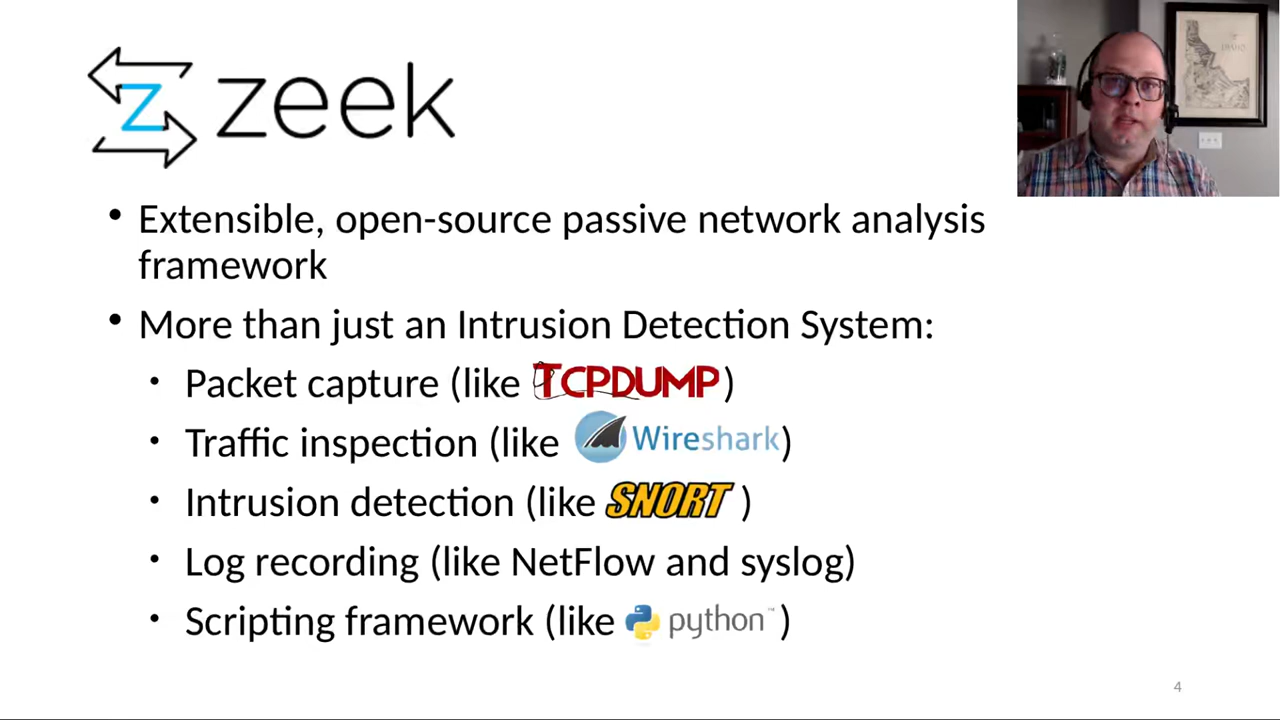 zeek
Extensible, open-source passive network analysis
framework
More than just an Intrusion Detection System:
Packet capture (like TCPDUMP)
Traffic inspection (like Wireshark)
Intrusion detection (like SNORT)
Log recording (like NetFlow and syslog)
Scripting framework (like python™)
4